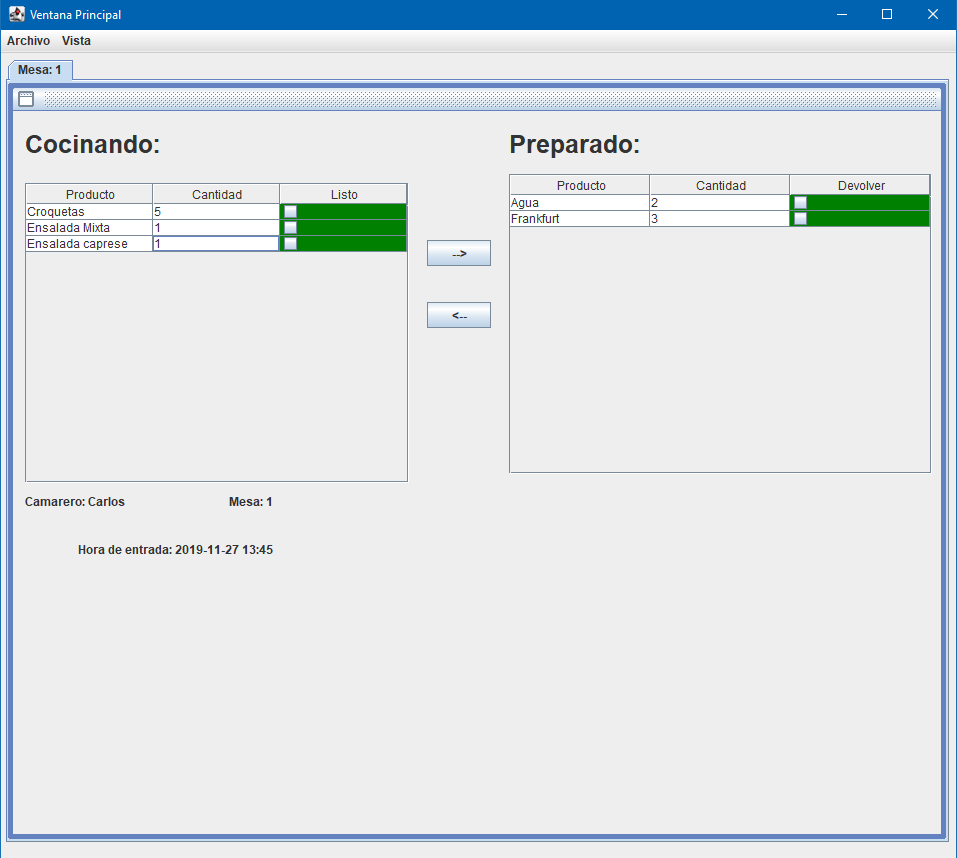 Ventana Principal
Archivo Vista
Mesa: 1
Cocinando:
Producto Cantidad Listo
Croquetas 5
Ensalada Mixta 1
Ensalada caprese 1
-->
<--
Preparado:
Producto Cantidad Devolver
Agua 2
Frankfurt 3
Camarero: Carlos Mesa: 1
Hora de entrada: 2019-11-27 13:45